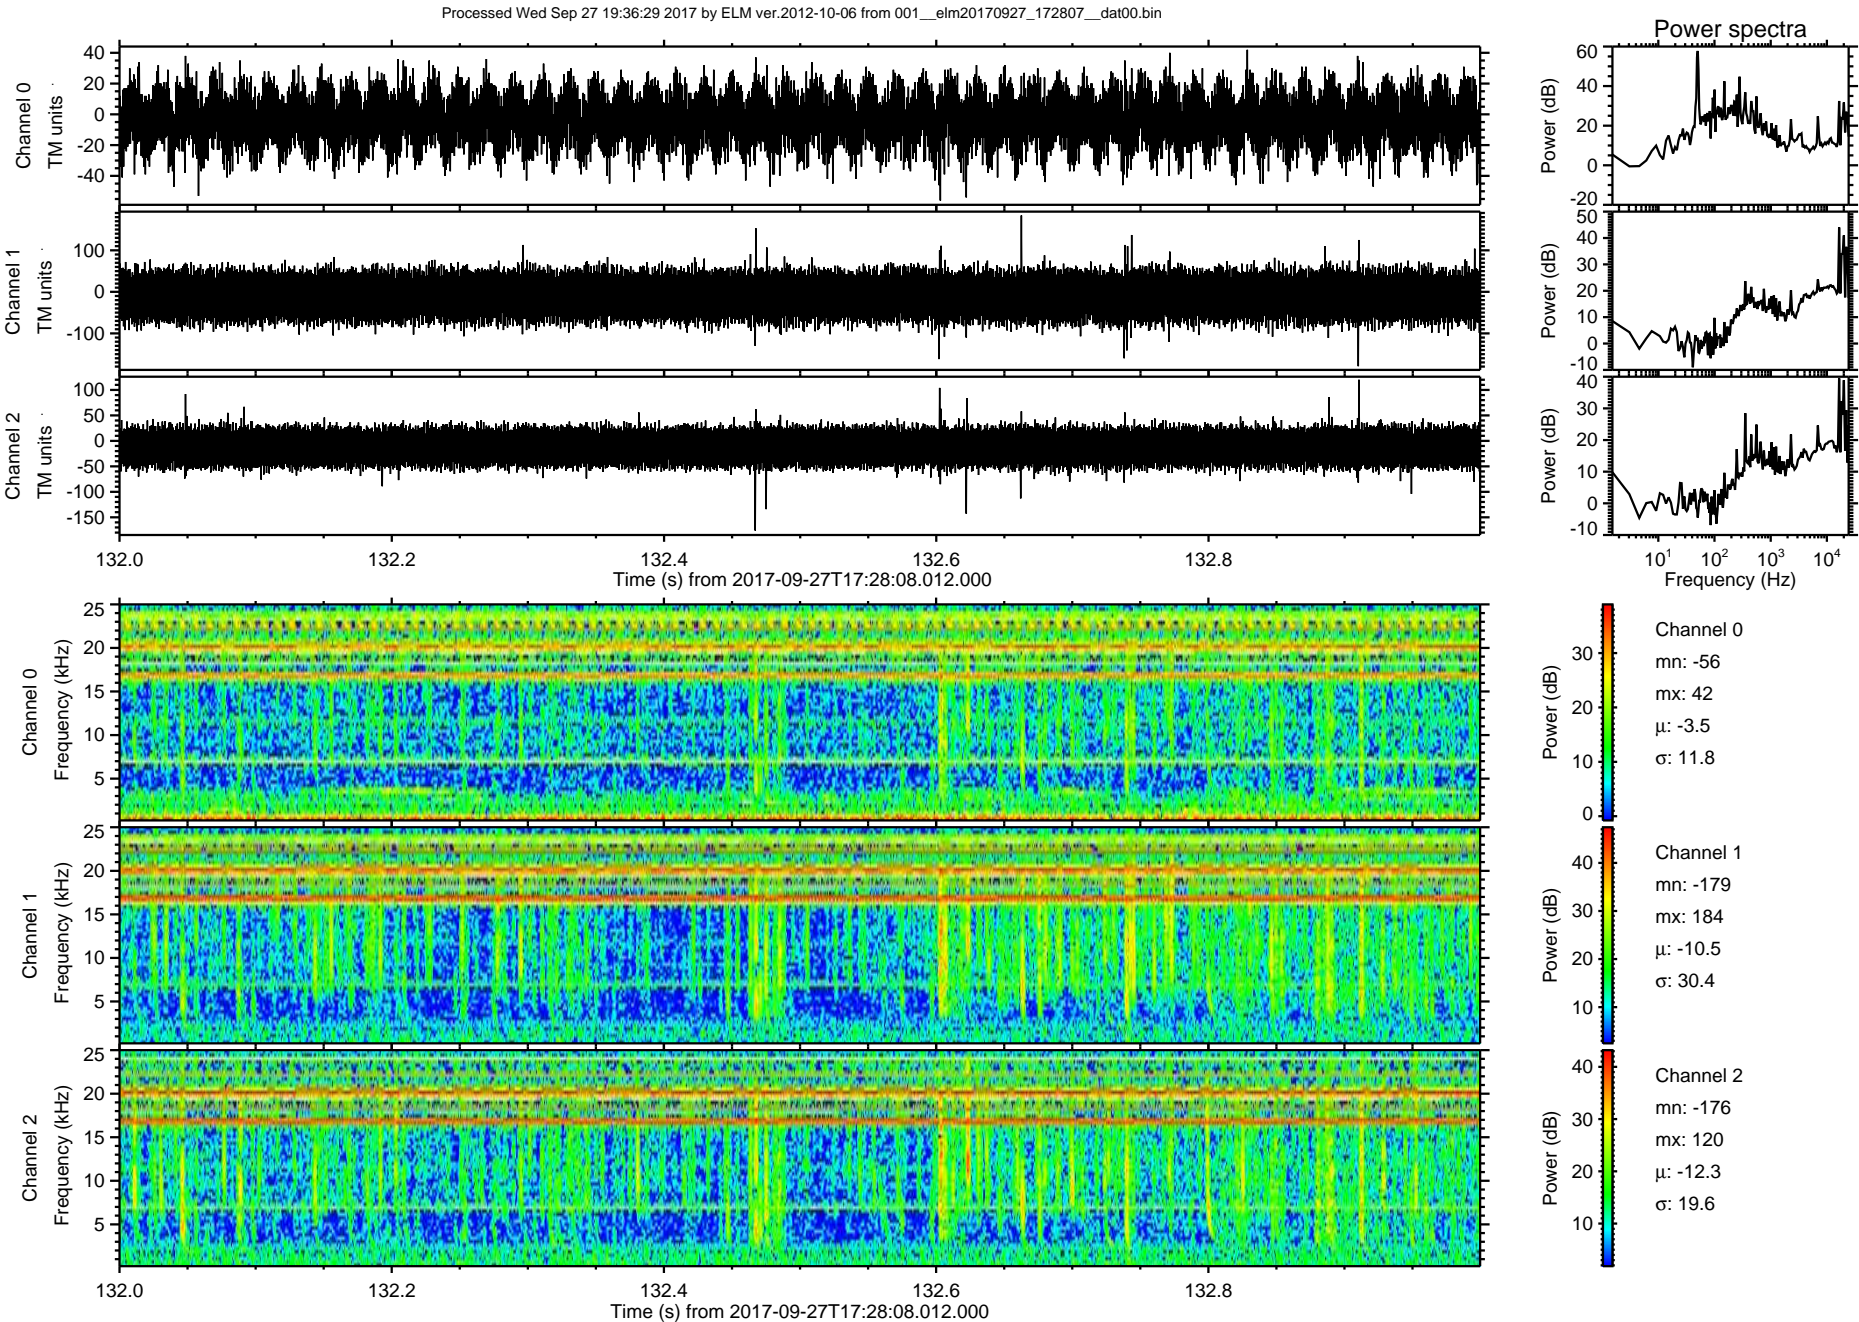 Processed Wed Sep 27 19:36:29 2017 by ELM ver.2012-10-06 from 001__elm20170927_172807__dat00.bin
Power spectra
Channel 0
TM units
40
20
0
-20
-40
Power (dB)
60
40
20
0
-20
Channel 1
TM units
100
0
-100
Power (dB)
50
40
30
20
10
0
-10
Channel 2
TM units
100
50
0
-50
-100
-150
Power (dB)
40
30
20
10
0
-10
132.0 132.2 132.4 132.6 132.8
Time (s) from 2017-09-27T17:28:08.012.000
10^1 10^2 10^3 10^4
Frequency (Hz)
Channel 0
Frequency (kHz)
25
20
15
10
5
Power (dB)
30
20
10
0
Channel 0
mn: -56
mx: 42
μ: -3.5
σ: 11.8
Channel 1
Frequency (kHz)
25
20
15
10
5
Power (dB)
40
30
20
10
Channel 1
mn: -179
mx: 184
μ: -10.5
σ: 30.4
Channel 2
Frequency (kHz)
25
20
15
10
5
Power (dB)
40
30
20
10
Channel 2
mn: -176
mx: 120
μ: -12.3
σ: 19.6
132.0 132.2 132.4 132.6 132.8
Time (s) from 2017-09-27T17:28:08.012.000